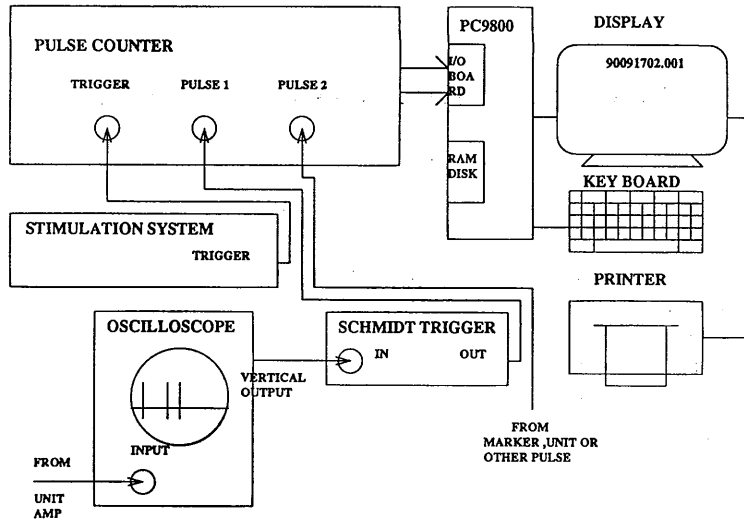 PULSE COUNTER
TRIGGER
PULSE 1
PULSE 2
PC9800
I/O
BOA
RD
RAM
DISK
DISPLAY
90091702.001
KEY BOARD
STIMULATION SYSTEM
TRIGGER
PRINTER
OSCILLOSCOPE
INPUT
VERTICAL
OUTPUT
SCHMIDT TRIGGER
IN
OUT
FROM
UNIT
AMP
FROM
MARKER ,UNIT OR
OTHER PULSE